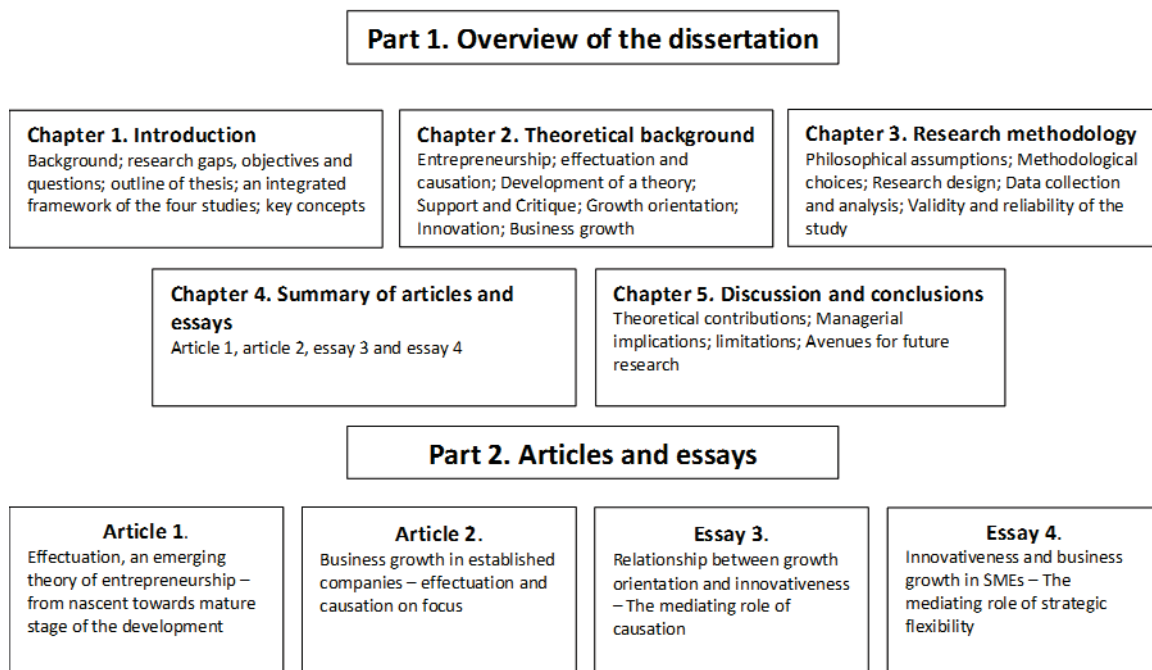 Part 1. Overview of the dissertation
Chapter 1. Introduction
Background; research gaps, objectives and
questions; outline of thesis; an integrated
framework of the four studies; key concepts
Chapter 2. Theoretical background
Entrepreneurship; effectuation and
causation; Development of a theory;
Support and Critique; Growth orientation;
Innovation; Business growth
Chapter 3. Research methodology
Philosophical assumptions; Methodological
choices; Research design; Data collection
and analysis; Validity and reliability of the
study
Chapter 4. Summary of articles and
essays
Article 1, article 2, essay 3 and essay 4
Chapter 5. Discussion and conclusions
Theoretical contributions; Managerial
implications; limitations; Avenues for future
research
Part 2. Articles and essays
Article 1.
Effectuation, an emerging
theory of entrepreneurship –
from nascent towards mature
stage of the development
Article 2.
Business growth in established
companies – effectuation and
causation on focus
Essay 3.
Relationship between growth
orientation and innovativeness
– The mediating role of
causation
Essay 4.
Innovativeness and business
growth in SMEs – The
mediating role of strategic
flexibility